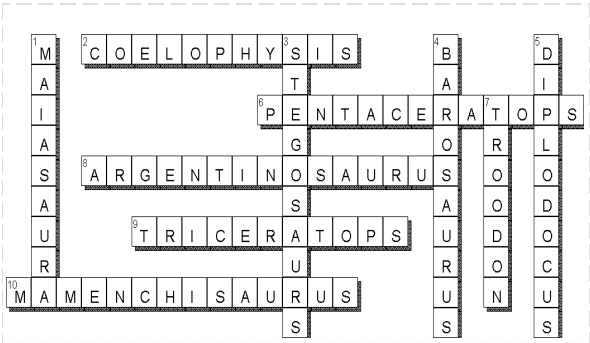 1 MAIASAURA
2 COELOPHYSIS
3 STEGOSAURS
4 BAROSAURUS
5 DIPLODOCUS
6 PENTACERATOPS
7 TROODON
8 ARGENTINOSAURUS
9 TRICERATOPS
10 MAMENCHISAURUS